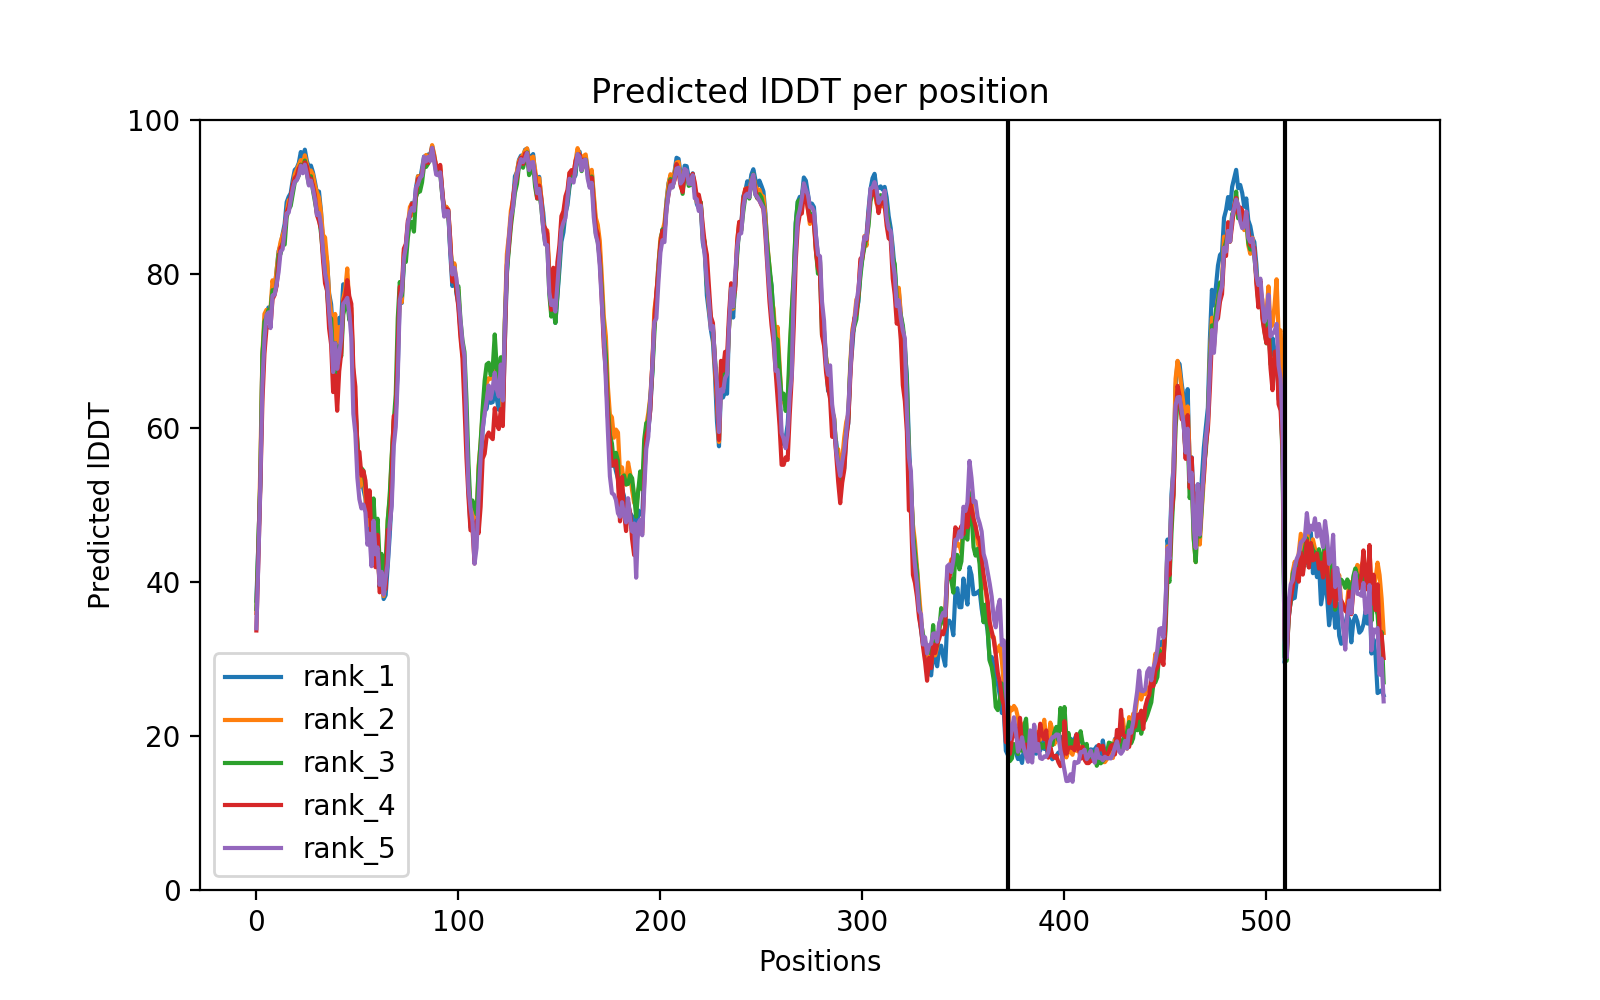 Predicted lDDT per position
100
80
60
40
20
0
Predicted lDDT
rank_1
rank_2
rank_3
rank_4
rank_5
0 100 200 300 400 500
Positions